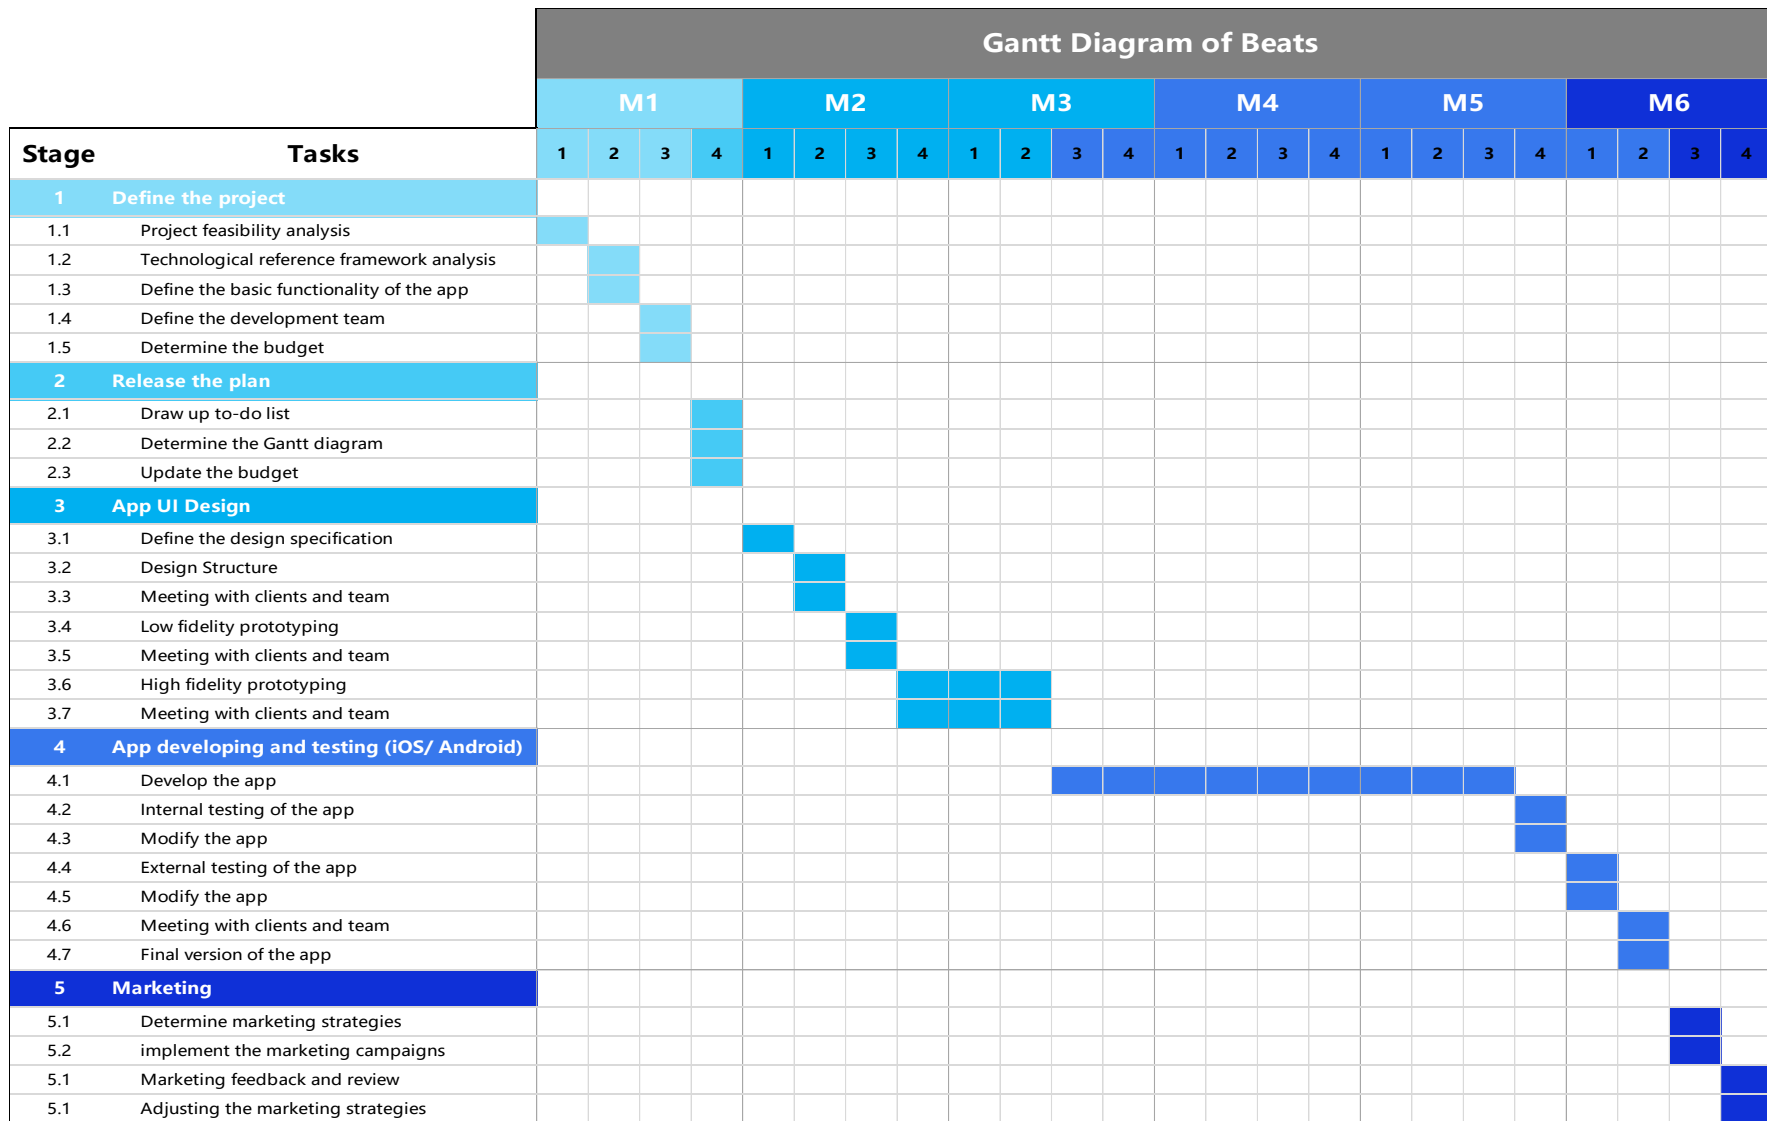 Gantt Diagram of Beats
M1 M2 M3 M4 M5 M6
Stage Tasks 1 2 3 4 1 2 3 4 1 2 3 4 1 2 3 4 1 2 3 4 1 2 3 4
1 Define the project
1.1 Project feasibility analysis
1.2 Technological reference framework analysis
1.3 Define the basic functionality of the app
1.4 Define the development team
1.5 Determine the budget
2 Release the plan
2.1 Draw up to-do list
2.2 Determine the Gantt diagram
2.3 Update the budget
3 App UI Design
3.1 Define the design specification
3.2 Design Structure
3.3 Meeting with clients and team
3.4 Low fidelity prototyping
3.5 Meeting with clients and team
3.6 High fidelity prototyping
3.7 Meeting with clients and team
4 App developing and testing (iOS/ Android)
4.1 Develop the app
4.2 Internal testing of the app
4.3 Modify the app
4.4 External testing of the app
4.5 Modify the app
4.6 Meeting with clients and team
4.7 Final version of the app
5 Marketing
5.1 Determine marketing strategies
5.2 implement the marketing campaigns
5.1 Marketing feedback and review
5.1 Adjusting the marketing strategies